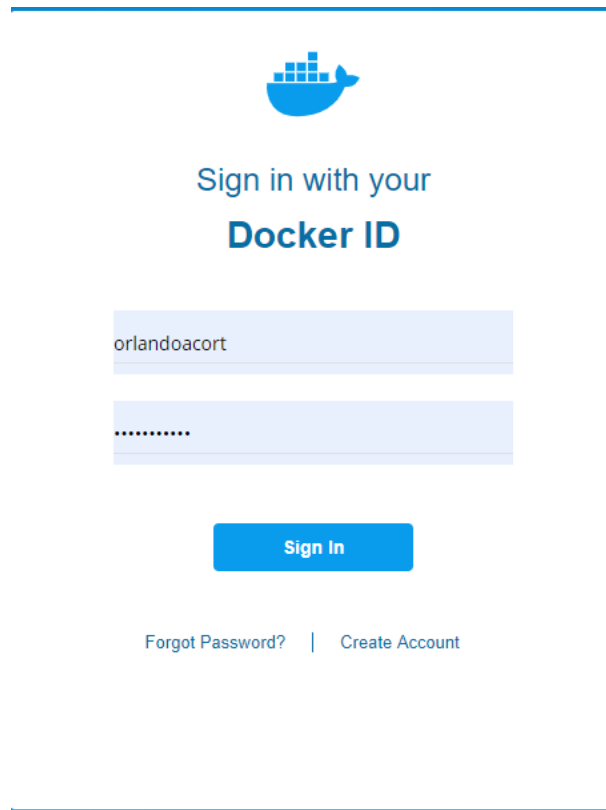 Sign in with your
Docker ID
orlandoacort
•••••••••••
Sign In
Forgot Password? | Create Account